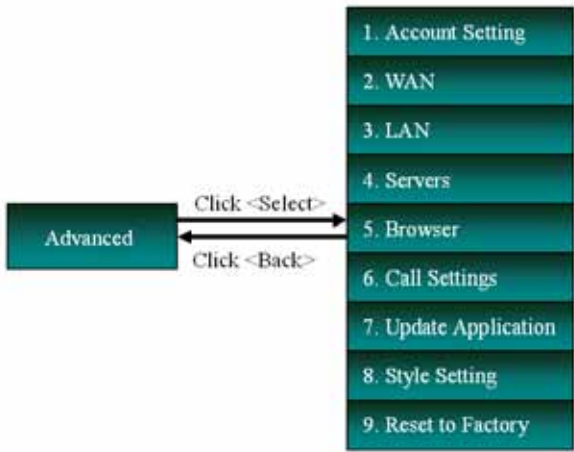 1. Account Setting
2. WAN
3. LAN
4. Servers
Click <Select>
Advanced
5. Browser
Click <Back>
6. Call Settings
7. Update Application
8. Style Setting
9. Reset to Factory